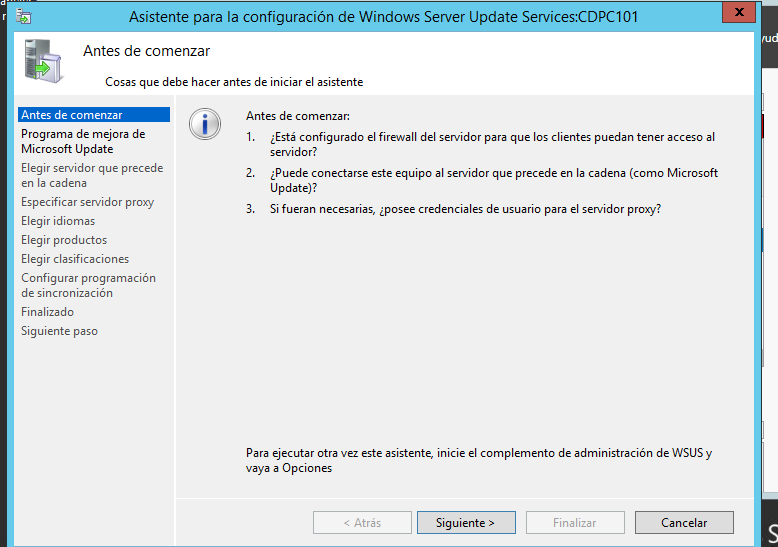 Asistente para la configuración de Windows Server Update Services:CDPC101
x
Antes de comenzar
Cosas que debe hacer antes de iniciar el asistente
Antes de comenzar
Programa de mejora de
Microsoft Update
Elegir servidor que precede
en la cadena
Especificar servidor proxy
Elegir idiomas
Elegir productos
Elegir clasificaciones
Configurar programación
de sincronización
Finalizado
Siguiente paso
Antes de comenzar:
1. ¿Está configurado el firewall del servidor para que los clientes puedan tener acceso al
servidor?
2. ¿Puede conectarse este equipo al servidor que precede en la cadena (como Microsoft
Update)?
3. Si fueran necesarias, ¿posee credenciales de usuario para el servidor proxy?
Para ejecutar otra vez este asistente, inicie el complemento de administración de WSUS y
vaya a Opciones
< Atrás
Siguiente >
Finalizar
Cancelar